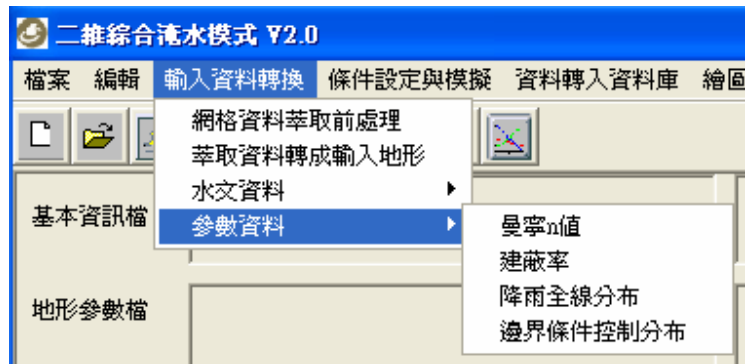 二維綜合淹水模式 V2.0
檔案 編輯 輸入資料轉換 條件設定與模擬 資料轉入資料庫 繪圖
網格資料萃取前處理
萃取資料轉成輸入地形
水文資料
參數資料
曼寧n值
建蔽率
降雨全線分布
邊界條件控制分布
基本資訊檔
地形參數檔